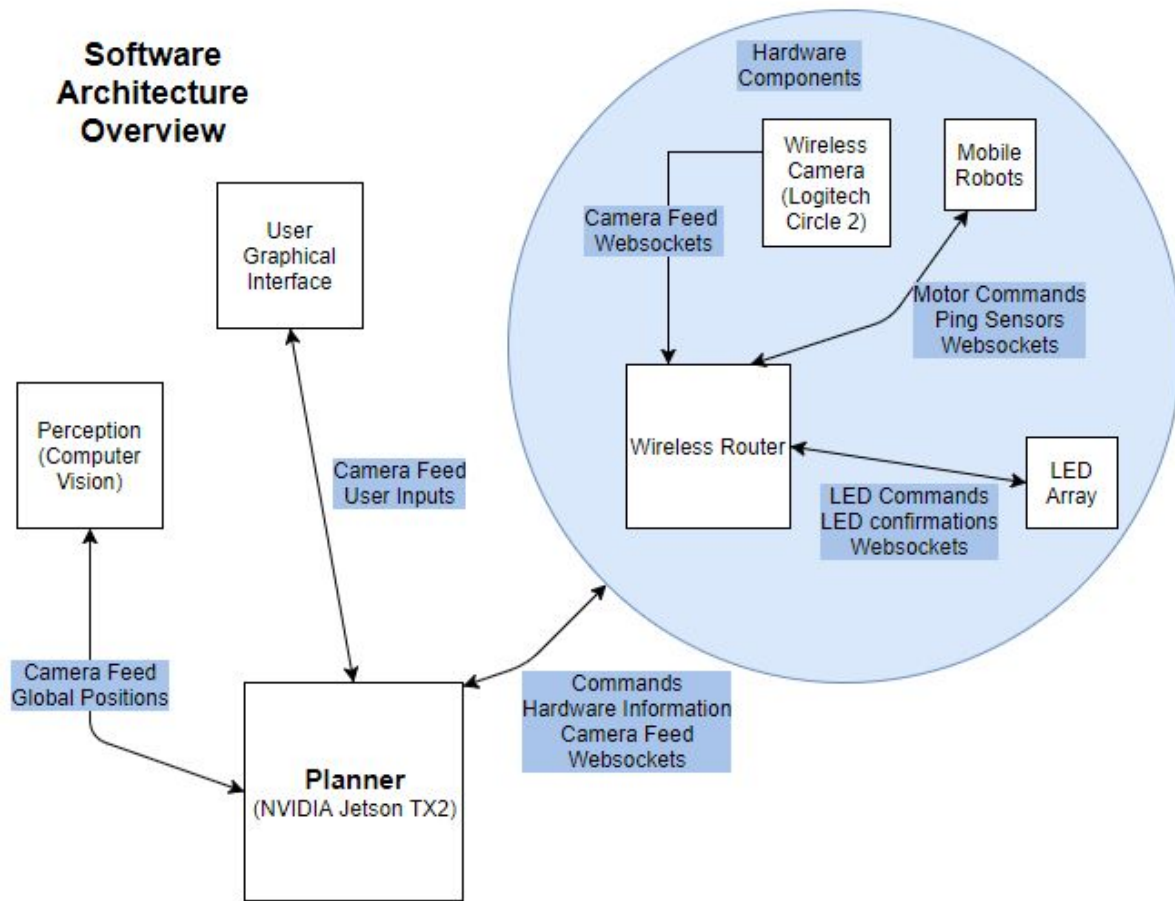 Software
Architecture
Overview
Hardware
Components
Wireless
Camera
(Logitech
Circle 2)
Mobile
Robots
Camera Feed
Websockets
User
Graphical
Interface
Motor Commands
Ping Sensors
Websockets
Perception
(Computer
Vision)
Wireless Router
Camera Feed
User Inputs
LED
Array
LED Commands
LED confirmations
Websockets
Camera Feed
Global Positions
Commands
Hardware Information
Camera Feed
Websockets
Planner
(NVIDIA Jetson TX2)